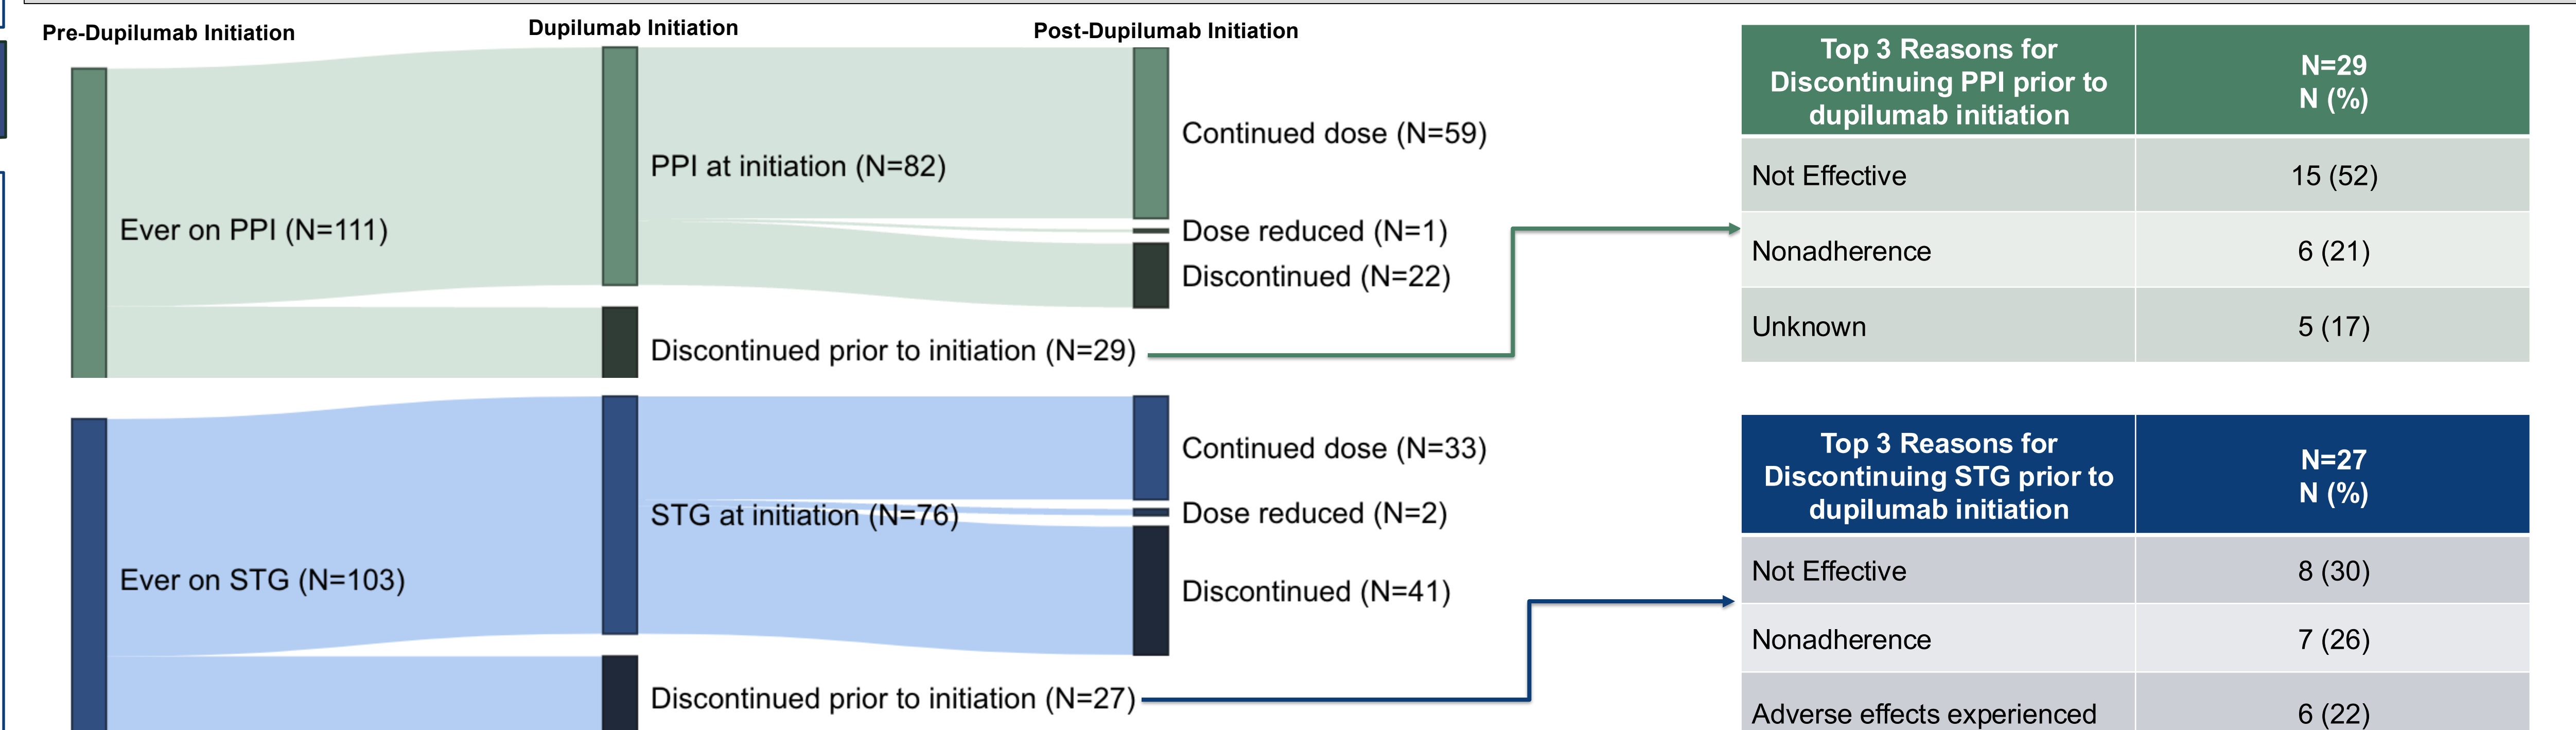 Pre-Dupilumab Initiation
Dupilumab Initiation
Post-Dupilumab Initiation
Ever on PPI (N=111)
PPI at initiation (N=82)
Discontinued prior to initiation (N=29)
Continued dose (N=59)
Dose reduced (N=1)
Discontinued (N=22)
Top 3 Reasons for
Discontinuing PPI prior to
dupilumab initiation
N=29
N (%)
Not Effective
15 (52)
Nonadherence
6 (21)
Unknown
5 (17)
Ever on STG (N=103)
STG at initiation (N=76)
Discontinued prior to initiation (N=27)
Continued dose (N=33)
Dose reduced (N=2)
Discontinued (N=41)
Top 3 Reasons for
Discontinuing STG prior to
dupilumab initiation
N=27
N (%)
Not Effective
8 (30)
Nonadherence
7 (26)
Adverse effects experienced
6 (22)